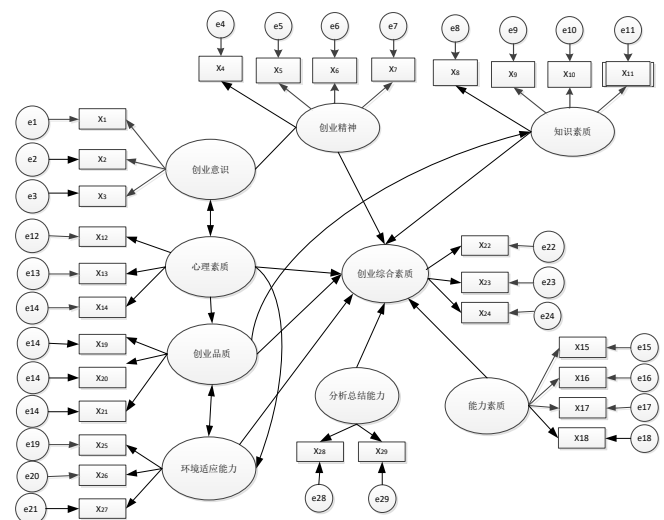 e4 e5 e6 e7 e8 e9 e10 e11
X4 X5 X6 X7 X8 X9 X10 X11
创业精神 知识素质
e1 X1
e2 X2 创业意识
e3 X3
e12 X12 X22 e22
e13 X13 心理素质 创业综合素质 X23 e23
e14 X14 X24 e24
e14 X19 X15 e15
e14 X20 创业品质 X16 e16
e14 X21 分析总结能力 能力素质 X17 e17
e19 X25 X18 e18
e20 X26 环境适应能力 X28 X29
e21 X27 e28 e29